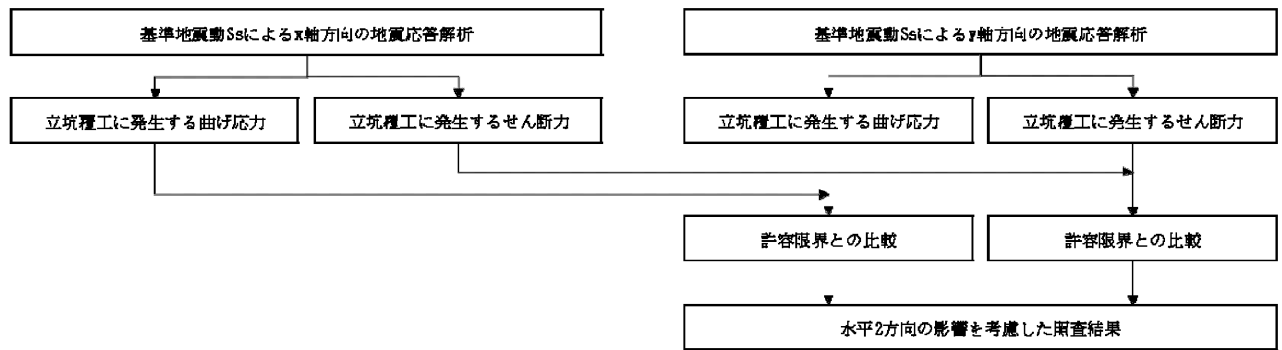 基準地震動Ssによるx軸方向の地震応答解析
基準地震動Ssによるy軸方向の地震応答解析
立坑覆工に発生する曲げ応力
立坑覆工に発生するせん断力
立坑覆工に発生する曲げ応力
立坑覆工に発生するせん断力
許容限界との比較
許容限界との比較
水平2方向の影響を考慮した照査結果